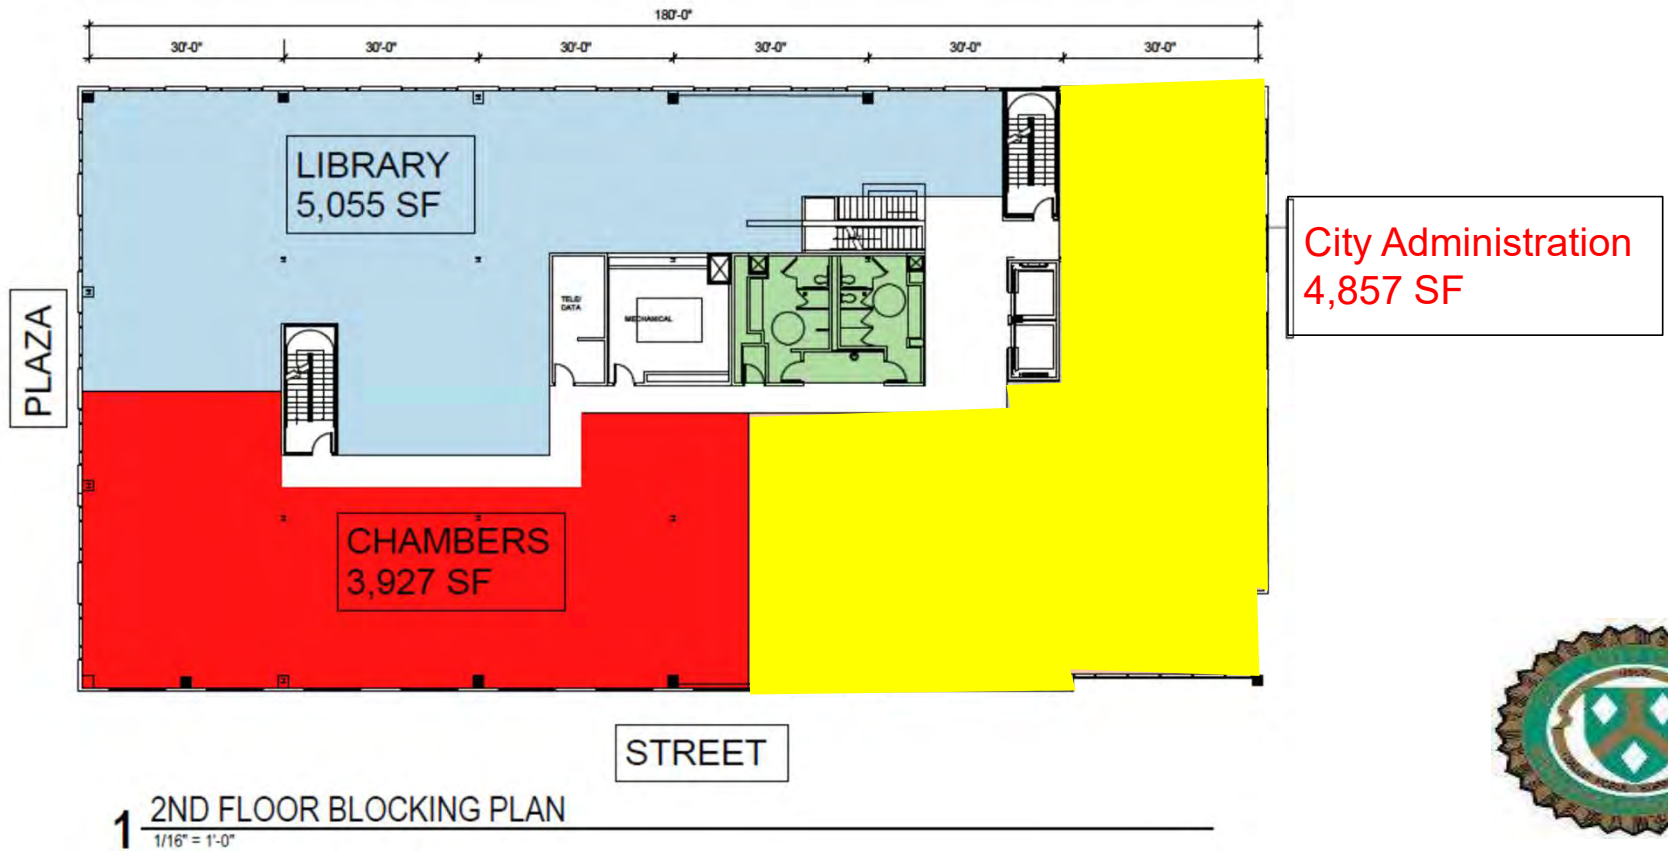 180'-0"
30'-0" 30'-0" 30'-0" 30'-0" 30'-0" 30'-0"
LIBRARY
5,055 SF
City Administration
4,857 SF
TELE/
DATA
MECHANICAL
PLAZA
CHAMBERS
3,927 SF
STREET
1 2ND FLOOR BLOCKING PLAN
1/16" = 1'-0"